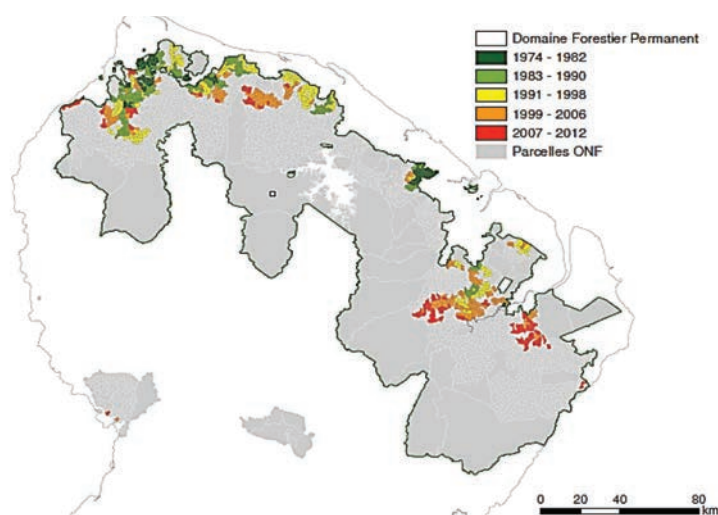 Domaine Forestier Permanent
1974 - 1982
1983 - 1990
1991 - 1998
1999 - 2006
2007 - 2012
Parcelles ONF
0 20 40 80
km